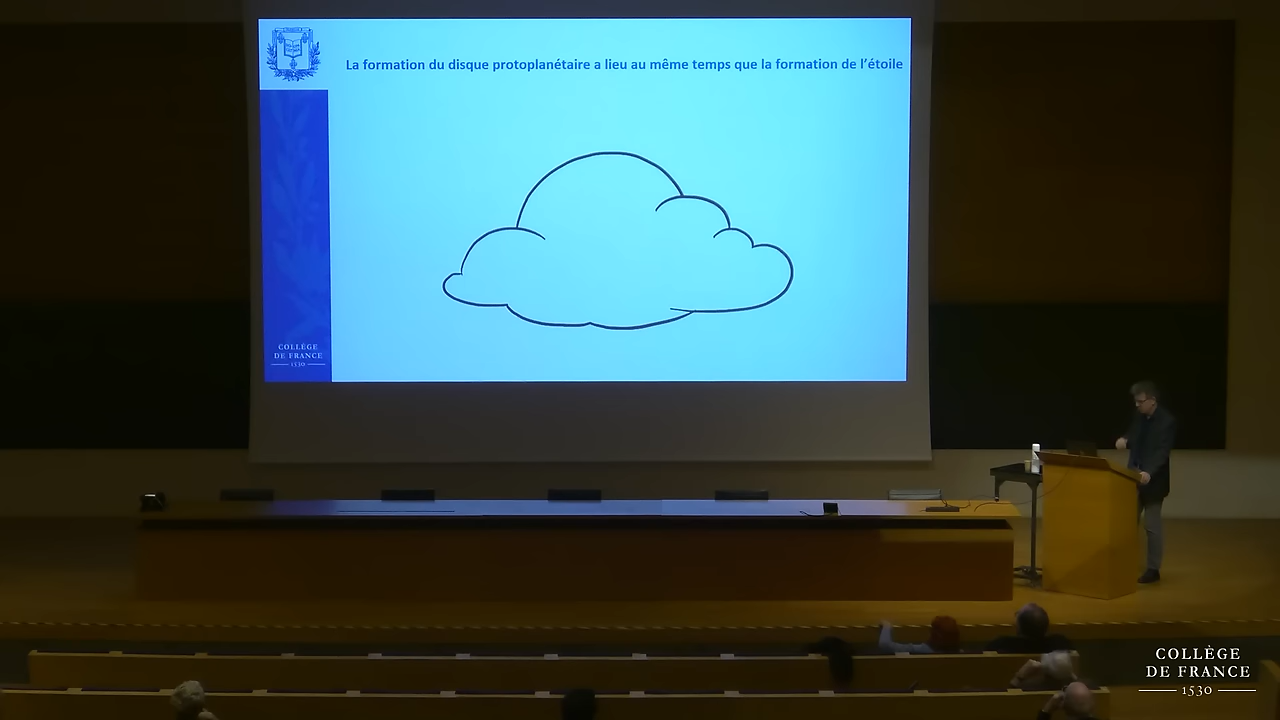 La formation du disque protoplanétaire a lieu au même temps que la formation de l'étoile
COLLÈGE
DE FRANCE
1530
COLLÈGE
DE FRANCE
1530